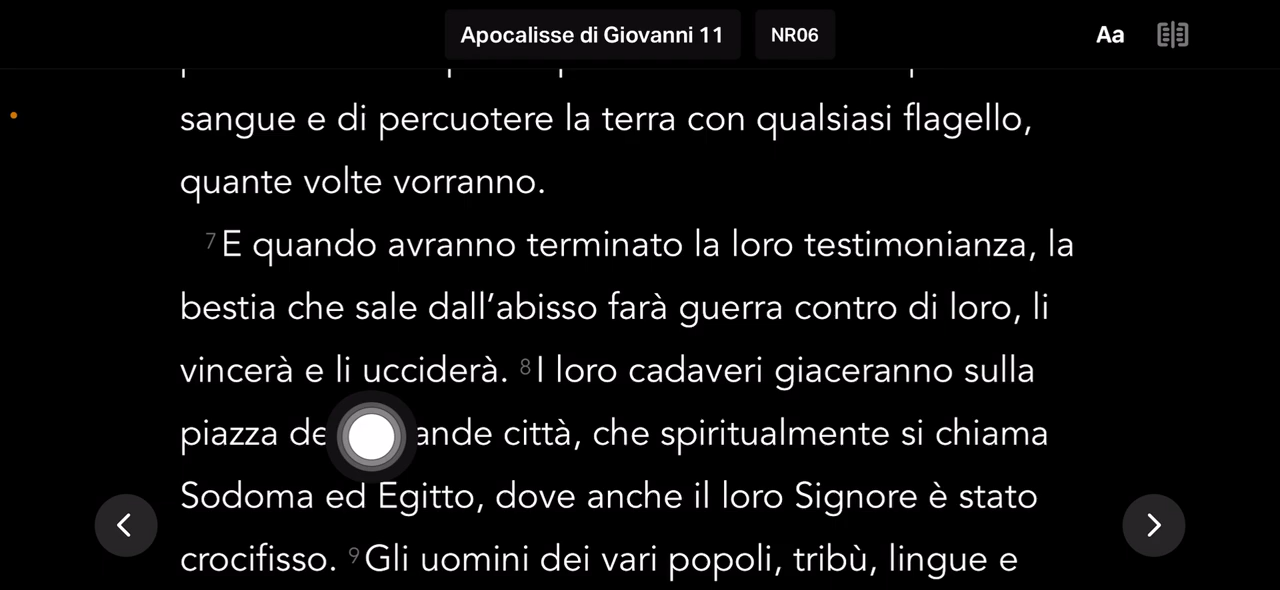 Apocalisse di Giovanni 11 NR06 Aa
sangue e di percuotere la terra con qualsiasi flagello,
quante volte vorranno.
7 E quando avranno terminato la loro testimonianza, la
bestia che sale dall’abisso farà guerra contro di loro, li
vincerà e li ucciderà. 8 I loro cadaveri giaceranno sulla
piazza città, che spiritualmente si chiama
Sodoma ed Egitto, dove anche il loro Signore è stato
crocifisso. 9 Gli uomini dei vari popoli, tribù, lingue e